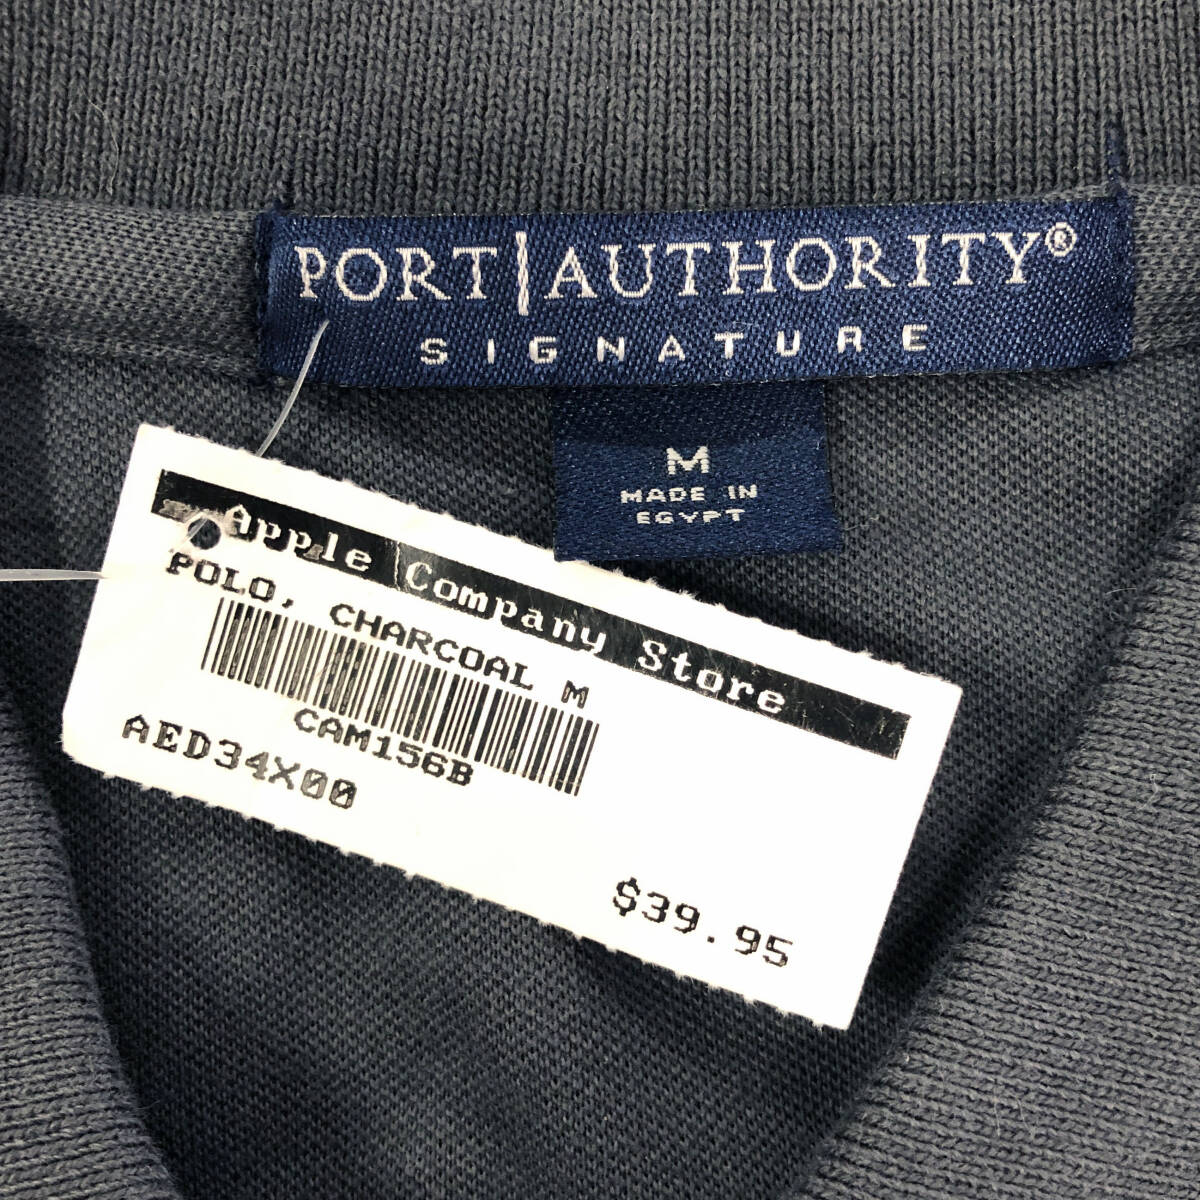 PORT|AUTHORITY®
SIGNATURE
M
MADE IN
EGYPT
Apple Company Store
POLO, CHARCOAL M
CAM156B
AED34X00
$39.95